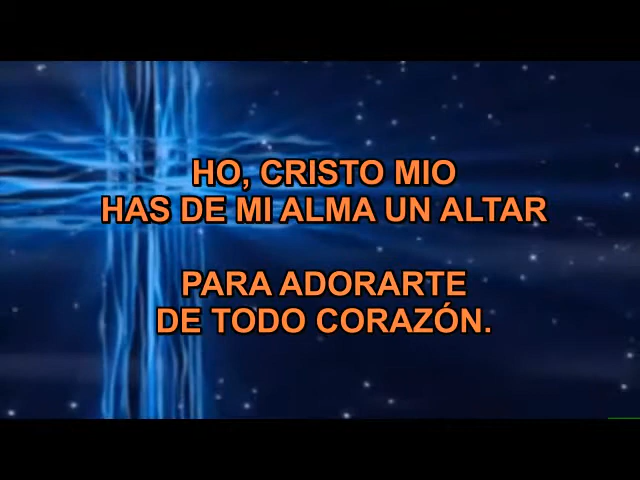 HO, CRISTO MIO
HAS DE MI ALMA UN ALTAR
PARA ADORARTE
DE TODO CORAZÓN.